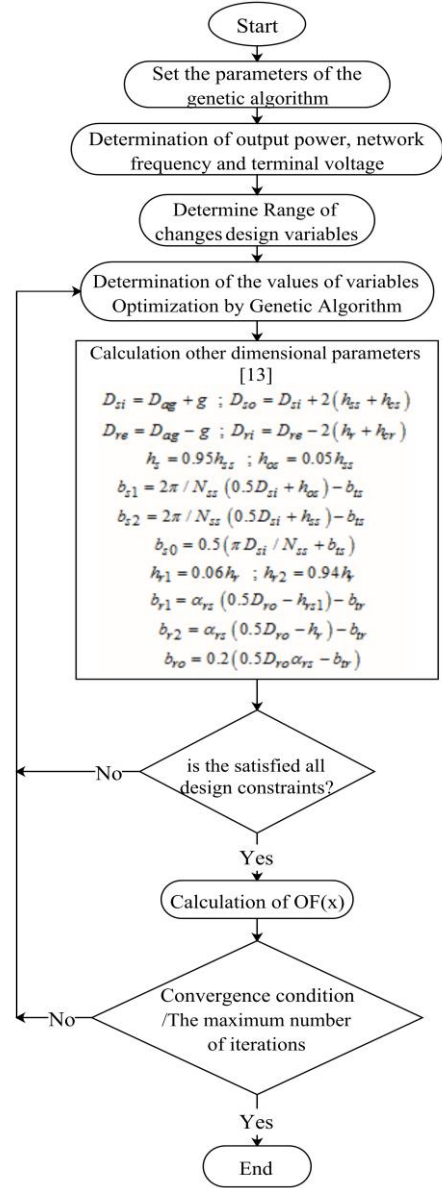 Start
Set the parameters of the
genetic algorithm
Determination of output power, network
frequency and terminal voltage
Determine Range of
changes design variables
Determination of the values of variables
Optimization by Genetic Algorithm
Calculation other dimensional parameters
[13]
D_si = D_ag + g ; D_so = D_si + 2(h_ss + h_cs)
D_re = D_ag − g ; D_ri = D_re − 2(h_r + h_cr)
h_s = 0.95h_ss ; h_os = 0.05h_ss
b_s1 = 2π / N_ss (0.5D_si + h_os) − b_ts
b_s2 = 2π / N_ss (0.5D_si + h_ss) − b_ts
b_s0 = 0.5(πD_si / N_ss + b_ts)
h_r1 = 0.06h_r ; h_r2 = 0.94h_r
b_r1 = α_rs (0.5D_ro − h_rs1) − b_tr
b_r2 = α_rs (0.5D_ro − h_r) − b_tr
b_ro = 0.2(0.5D_ro α_rs − b_tr)
is the satisfied all
design constraints?
No
Yes
Calculation of OF(x)
Convergence condition
/The maximum number
of iterations
No
Yes
End